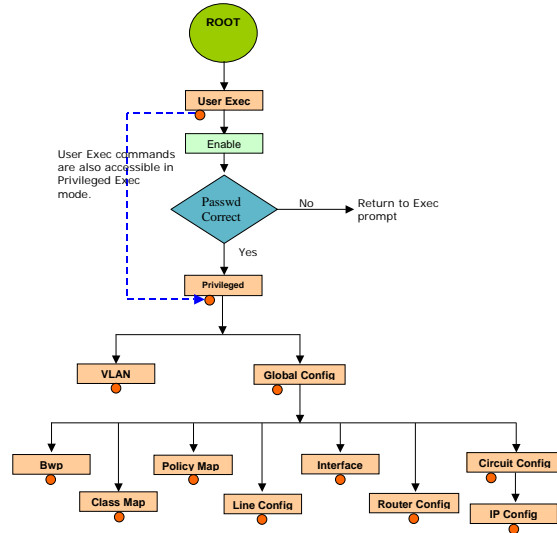 ROOT
User Exec
Enable
User Exec commands
are also accessible in
Privileged Exec
mode.
Passwd
Correct
No
Return to Exec
prompt
Yes
Privileged
VLAN
Global Config
Bwp
Policy Map
Interface
Circuit Config
Class Map
Line Config
Router Config
IP Config